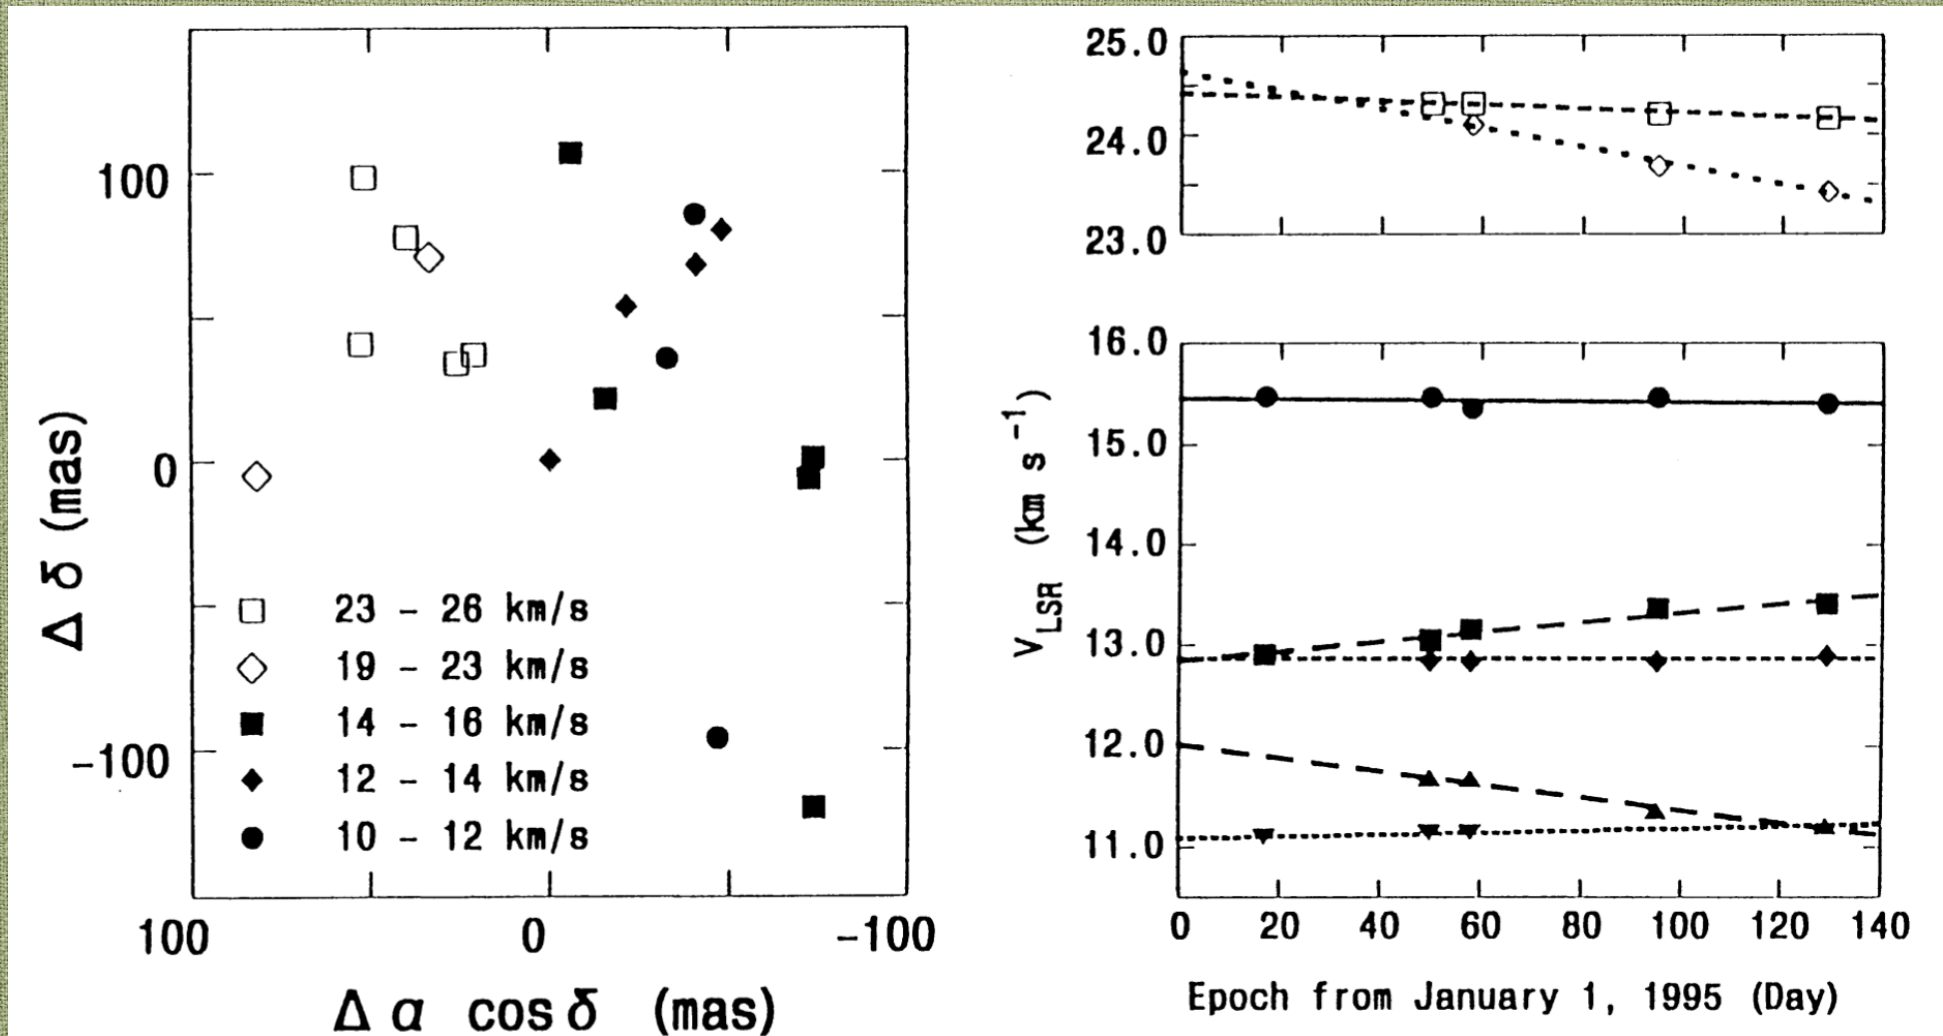 100
0
-100
Δ δ (mas)
23 - 26 km/s
19 - 23 km/s
14 - 16 km/s
12 - 14 km/s
10 - 12 km/s
100 0 -100
Δ α cos δ (mas)
25.0
24.0
23.0
16.0
15.0
14.0
13.0
12.0
11.0
V_LSR (km s⁻¹)
0 20 40 60 80 100 120 140
Epoch from January 1, 1995 (Day)